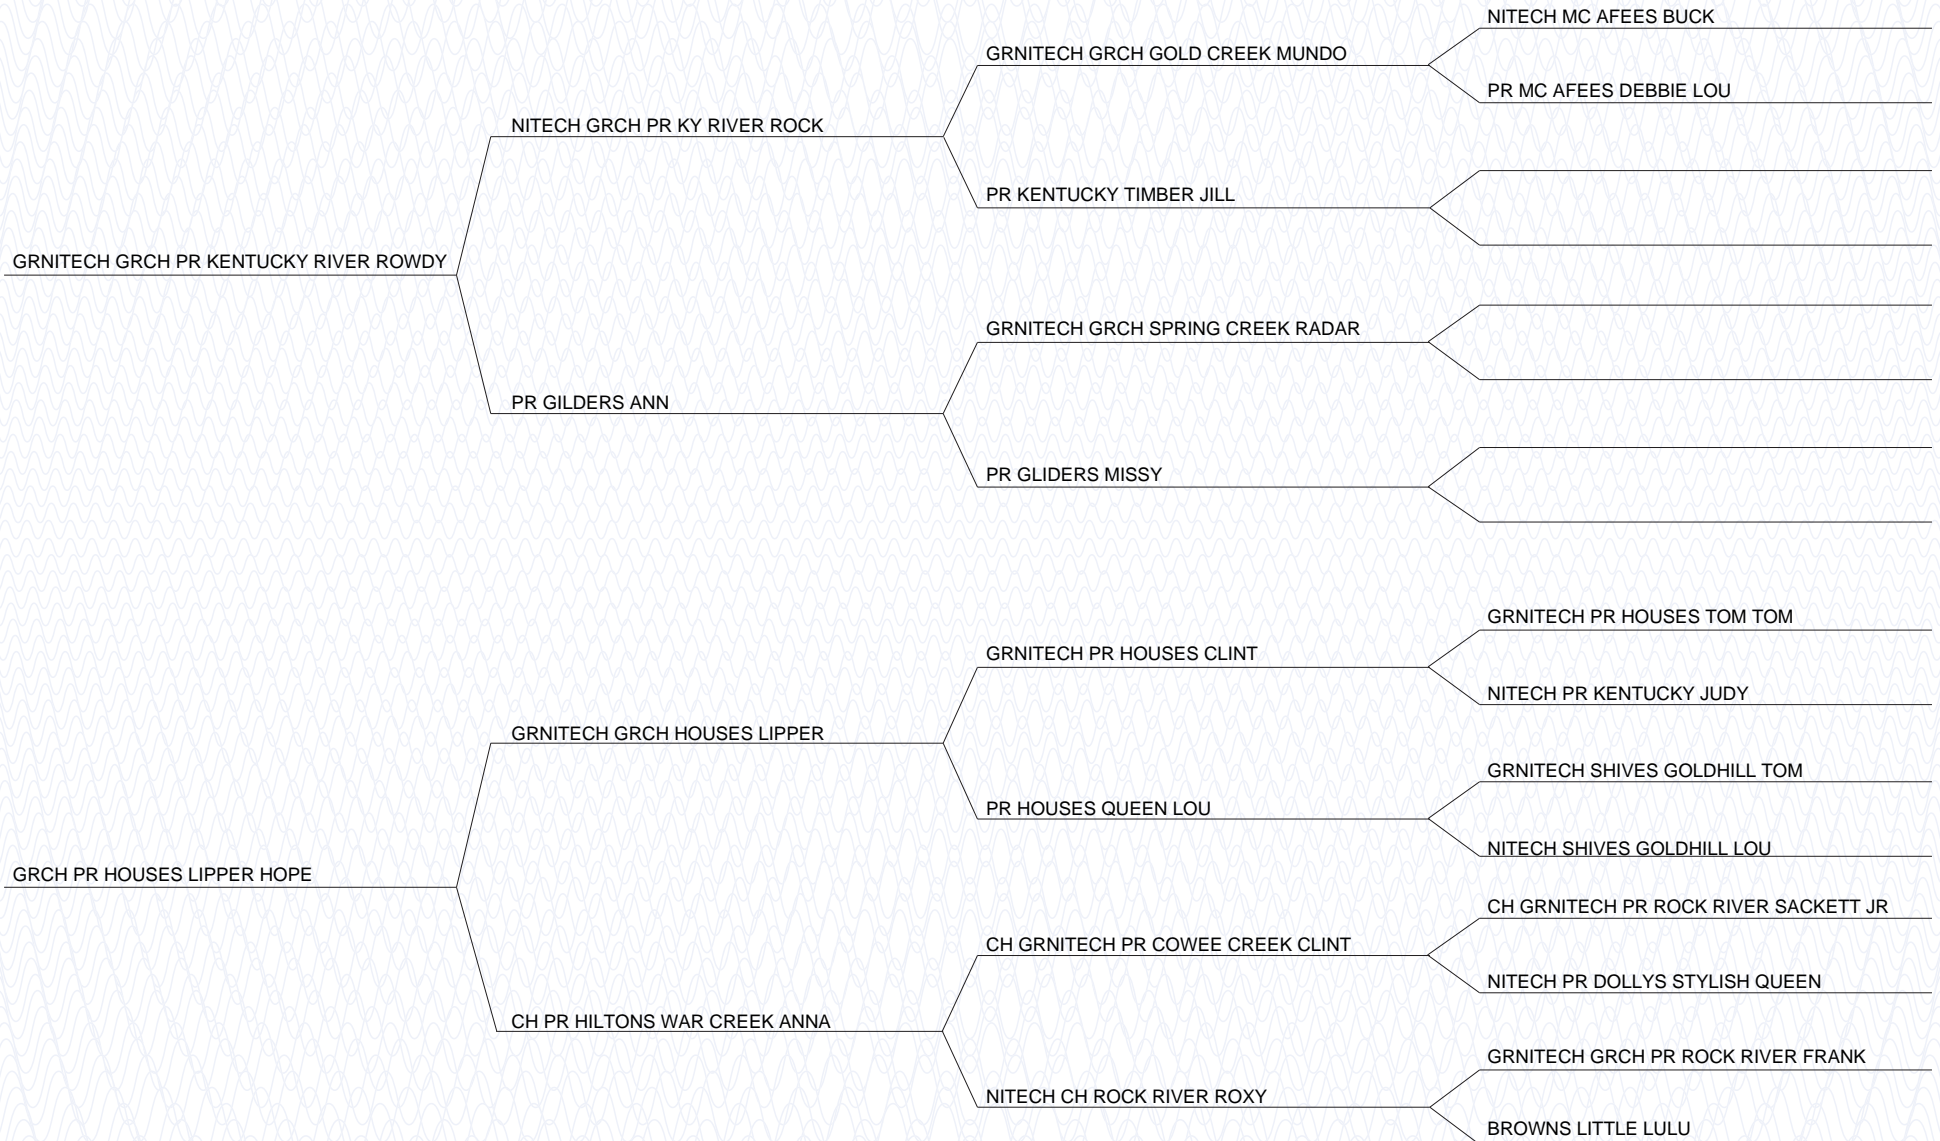 NITECH MC AFEES BUCK
GRNITECH GRCH GOLD CREEK MUNDO
PR MC AFEES DEBBIE LOU
NITECH GRCH PR KY RIVER ROCK
PR KENTUCKY TIMBER JILL
GRNITECH GRCH PR KENTUCKY RIVER ROWDY
GRNITECH GRCH SPRING CREEK RADAR
PR GILDERS ANN
PR GLIDERS MISSY
GRNITECH PR HOUSES TOM TOM
GRNITECH PR HOUSES CLINT
NITECH PR KENTUCKY JUDY
GRNITECH GRCH HOUSES LIPPER
GRNITECH SHIVES GOLDHILL TOM
PR HOUSES QUEEN LOU
NITECH SHIVES GOLDHILL LOU
GRCH PR HOUSES LIPPER HOPE
CH GRNITECH PR ROCK RIVER SACKETT JR
CH GRNITECH PR COWEE CREEK CLINT
NITECH PR DOLLYS STYLISH QUEEN
CH PR HILTONS WAR CREEK ANNA
GRNITECH GRCH PR ROCK RIVER FRANK
NITECH CH ROCK RIVER ROXY
BROWNS LITTLE LULU